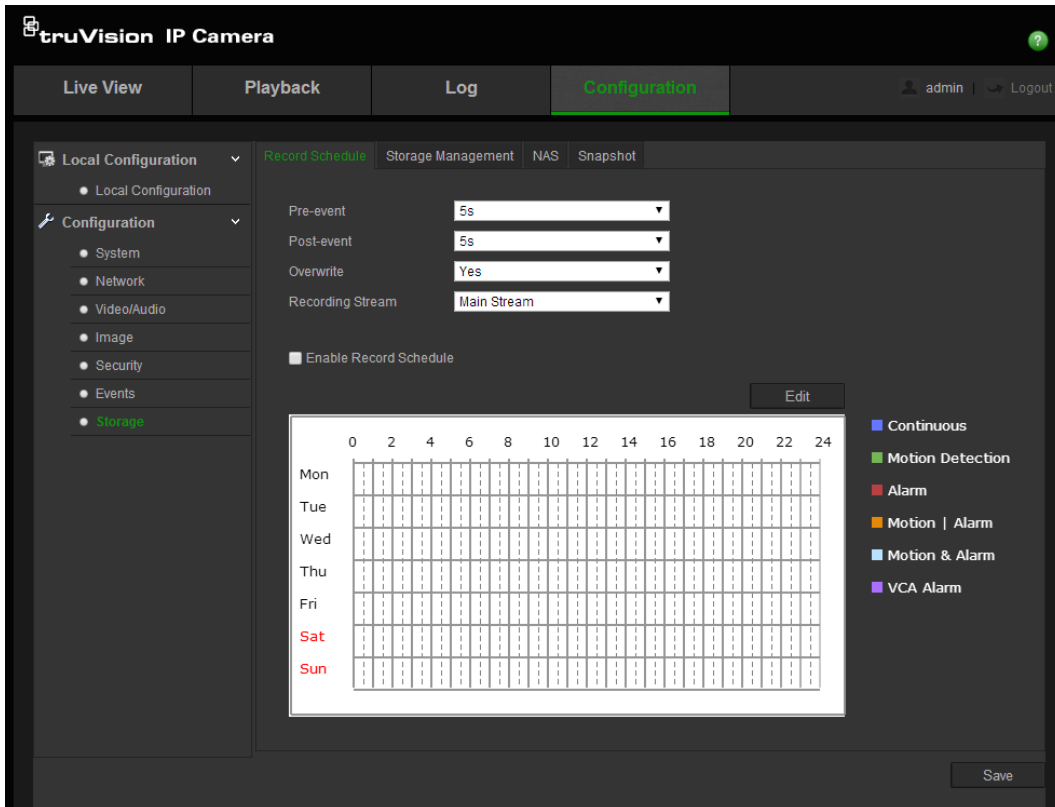 truVision IP Camera
?
Live View Playback Log Configuration admin | Logout
Local Configuration
Local Configuration
Configuration
System
Network
Video/Audio
Image
Security
Events
Storage
Record Schedule Storage Management NAS Snapshot
Pre-event 5s
Post-event 5s
Overwrite Yes
Recording Stream Main Stream
Enable Record Schedule
Edit
0 2 4 6 8 10 12 14 16 18 20 22 24
Mon
Tue
Wed
Thu
Fri
Sat
Sun
Continuous
Motion Detection
Alarm
Motion | Alarm
Motion & Alarm
VCA Alarm
Save